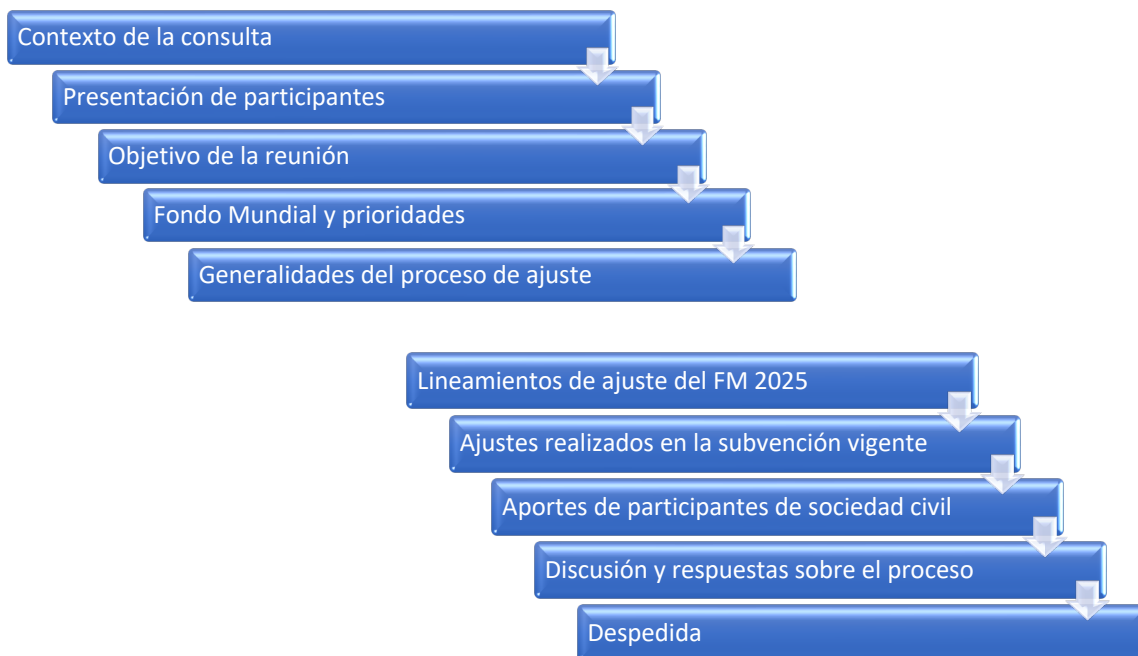 Contexto de la consulta
Presentación de participantes
Objetivo de la reunión
Fondo Mundial y prioridades
Generalidades del proceso de ajuste
Lineamientos de ajuste del FM 2025
Ajustes realizados en la subvención vigente
Aportes de participantes de sociedad civil
Discusión y respuestas sobre el proceso
Despedida